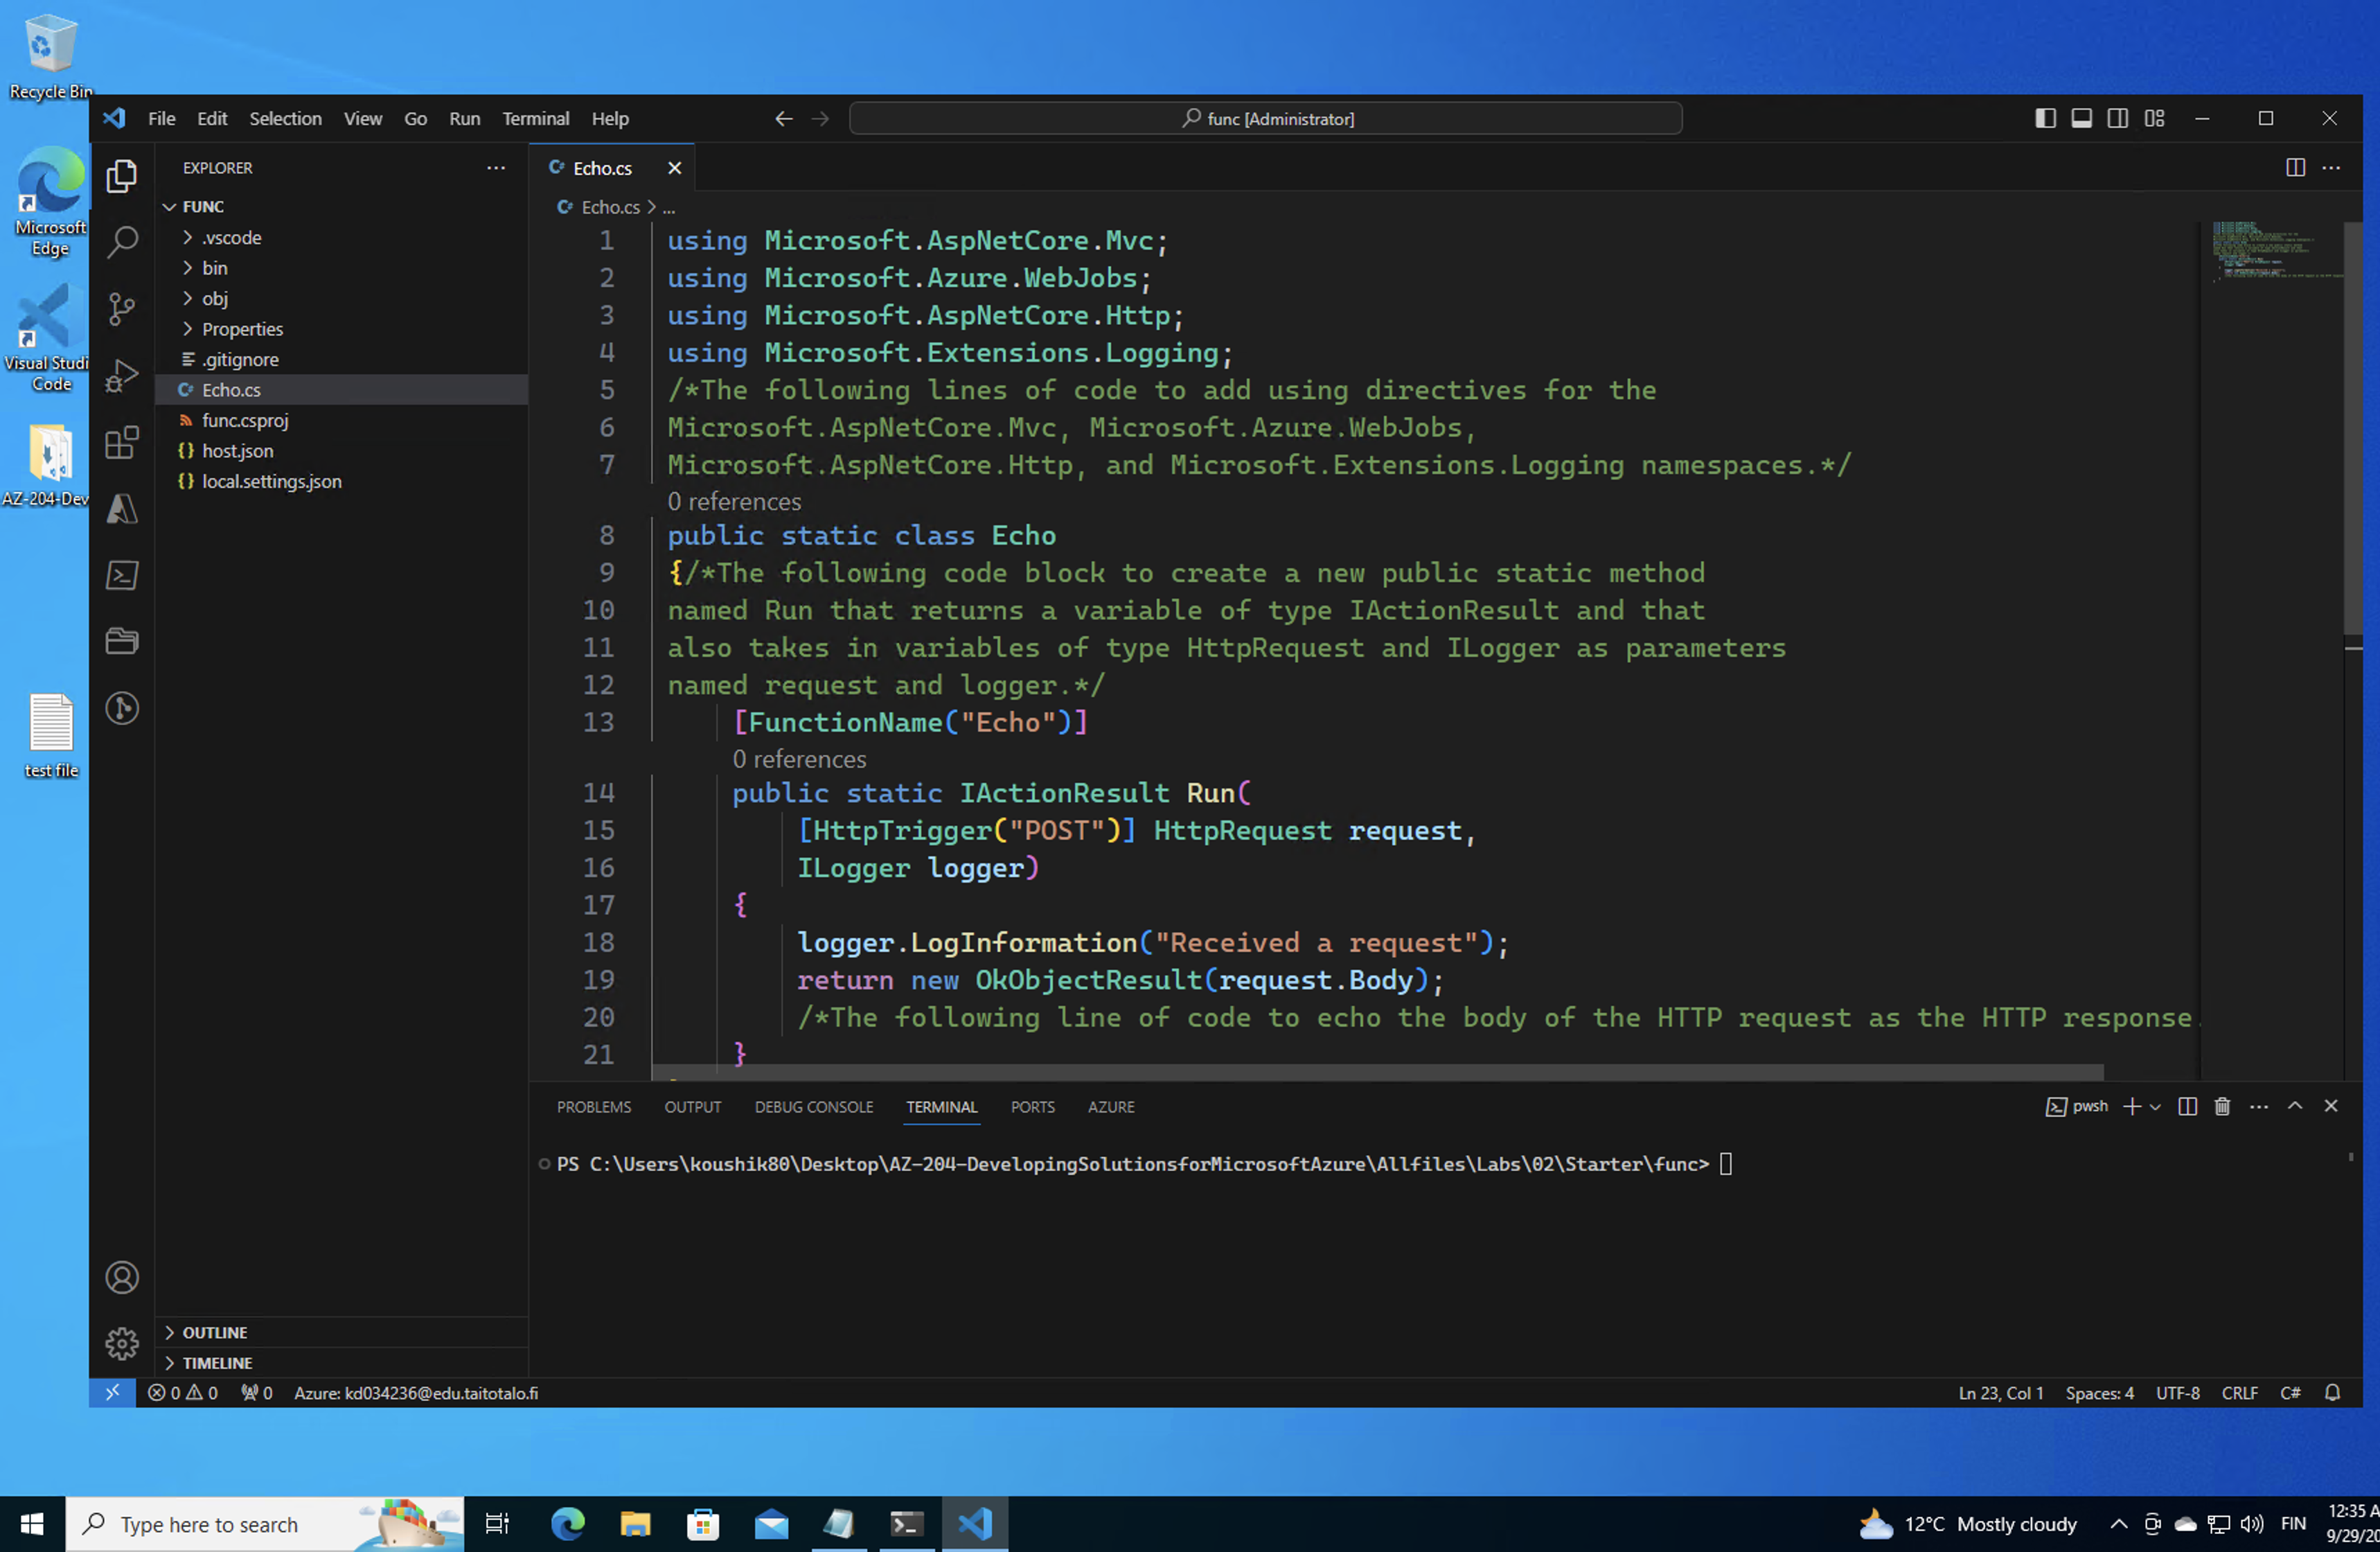 Recycle Bin
Microsoft
Edge
Visual Studi
Code
AZ-204-Dev
test file
File Edit Selection View Go Run Terminal Help
func [Administrator]
EXPLORER
FUNC
.vscode
bin
obj
Properties
.gitignore
Echo.cs
func.csproj
host.json
local.settings.json
OUTLINE
TIMELINE
Echo.cs
Echo.cs > ...
1 using Microsoft.AspNetCore.Mvc;
2 using Microsoft.Azure.WebJobs;
3 using Microsoft.AspNetCore.Http;
4 using Microsoft.Extensions.Logging;
5 /*The following lines of code to add using directives for the
6 Microsoft.AspNetCore.Mvc, Microsoft.Azure.WebJobs,
7 Microsoft.AspNetCore.Http, and Microsoft.Extensions.Logging namespaces.*/
0 references
8 public static class Echo
9 {/*The following code block to create a new public static method
10 named Run that returns a variable of type IActionResult and that
11 also takes in variables of type HttpRequest and ILogger as parameters
12 named request and logger.*/
13 [FunctionName("Echo")]
0 references
14 public static IActionResult Run(
15 [HttpTrigger("POST")] HttpRequest request,
16 ILogger logger)
17 {
18 logger.LogInformation("Received a request");
19 return new OkObjectResult(request.Body);
20 /*The following line of code to echo the body of the HTTP request as the HTTP response.
21 }
PROBLEMS OUTPUT DEBUG CONSOLE TERMINAL PORTS AZURE
pwsh
PS C:\Users\koushik80\Desktop\AZ-204-DevelopingSolutionsforMicrosoftAzure\Allfiles\Labs\02\Starter\func>
0 0 0 Azure: kd034236@edu.taitotalo.fi
Ln 23, Col 1 Spaces: 4 UTF-8 CRLF C#
Type here to search
12°C Mostly cloudy
FIN
12:35 A
9/29/20